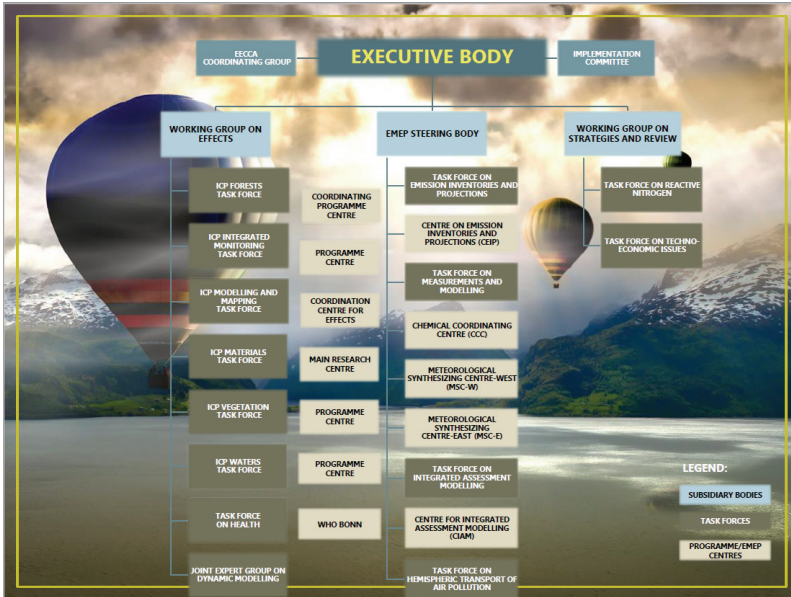 EECCA
COORDINATING GROUP
EXECUTIVE BODY
IMPLEMENTATION
COMMITTEE
WORKING GROUP ON
EFFECTS
EMEP STEERING BODY
WORKING GROUP ON
STRATEGIES AND REVIEW
ICP FORESTS
TASK FORCE
ICP INTEGRATED
MONITORING
TASK FORCE
ICP MODELLING AND
MAPPING
TASK FORCE
ICP MATERIALS
TASK FORCE
ICP VEGETATION
TASK FORCE
ICP WATERS
TASK FORCE
TASK FORCE
ON HEALTH
JOINT EXPERT GROUP ON
DYNAMIC MODELLING
COORDINATING
PROGRAMME
CENTRE
PROGRAMME
CENTRE
COORDINATION
CENTRE FOR
EFFECTS
MAIN RESEARCH
CENTRE
PROGRAMME
CENTRE
PROGRAMME
CENTRE
WHO BONN
TASK FORCE ON
EMISSION INVENTORIES AND
PROJECTIONS
CENTRE ON EMISSION
INVENTORIES AND
PROJECTIONS (CEIP)
TASK FORCE ON
MEASUREMENTS AND
MODELLING
CHEMICAL COORDINATING
CENTRE (CCC)
METEOROLOGICAL
SYNTHESIZING CENTRE-WEST
(MSC-W)
METEOROLOGICAL
SYNTHESIZING
CENTRE-EAST (MSC-E)
TASK FORCE ON
INTEGRATED ASSESSMENT
MODELLING
CENTRE FOR INTEGRATED
ASSESSMENT MODELLING
(CIAM)
TASK FORCE ON
HEMISPHERIC TRANSPORT OF
AIR POLLUTION
TASK FORCE ON REACTIVE
NITROGEN
TASK FORCE ON TECHNO-
ECONOMIC ISSUES
LEGEND:
SUBSIDIARY BODIES
TASK FORCES
PROGRAMME/EMEP
CENTRES